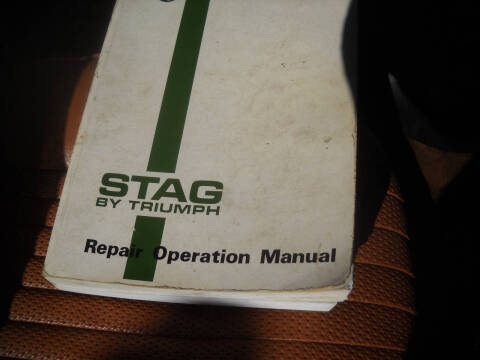 STAG
BY TRIUMPH
Repair Operation Manual